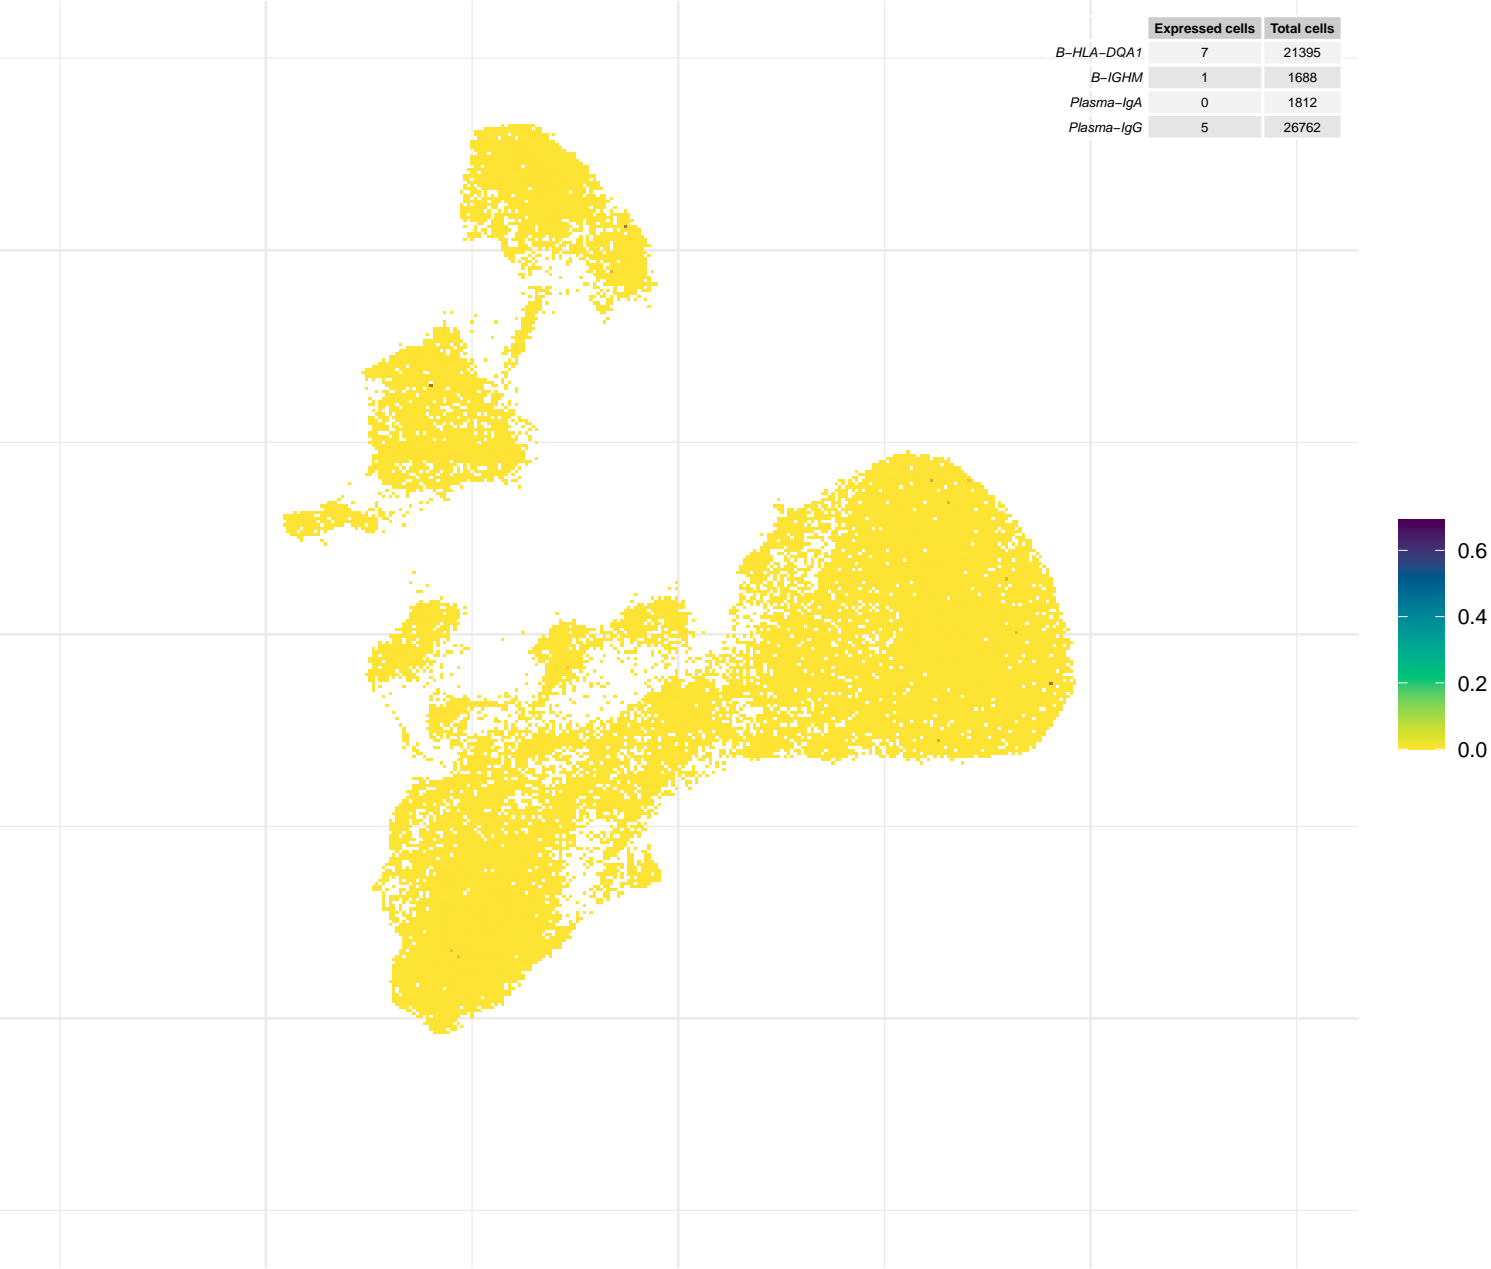 Expressed cells Total cells
B−HLA−DQA1 7 21395
B−IGHM 1 1688
Plasma−IgA 0 1812
Plasma−IgG 5 26762
0.6
0.4
0.2
0.0